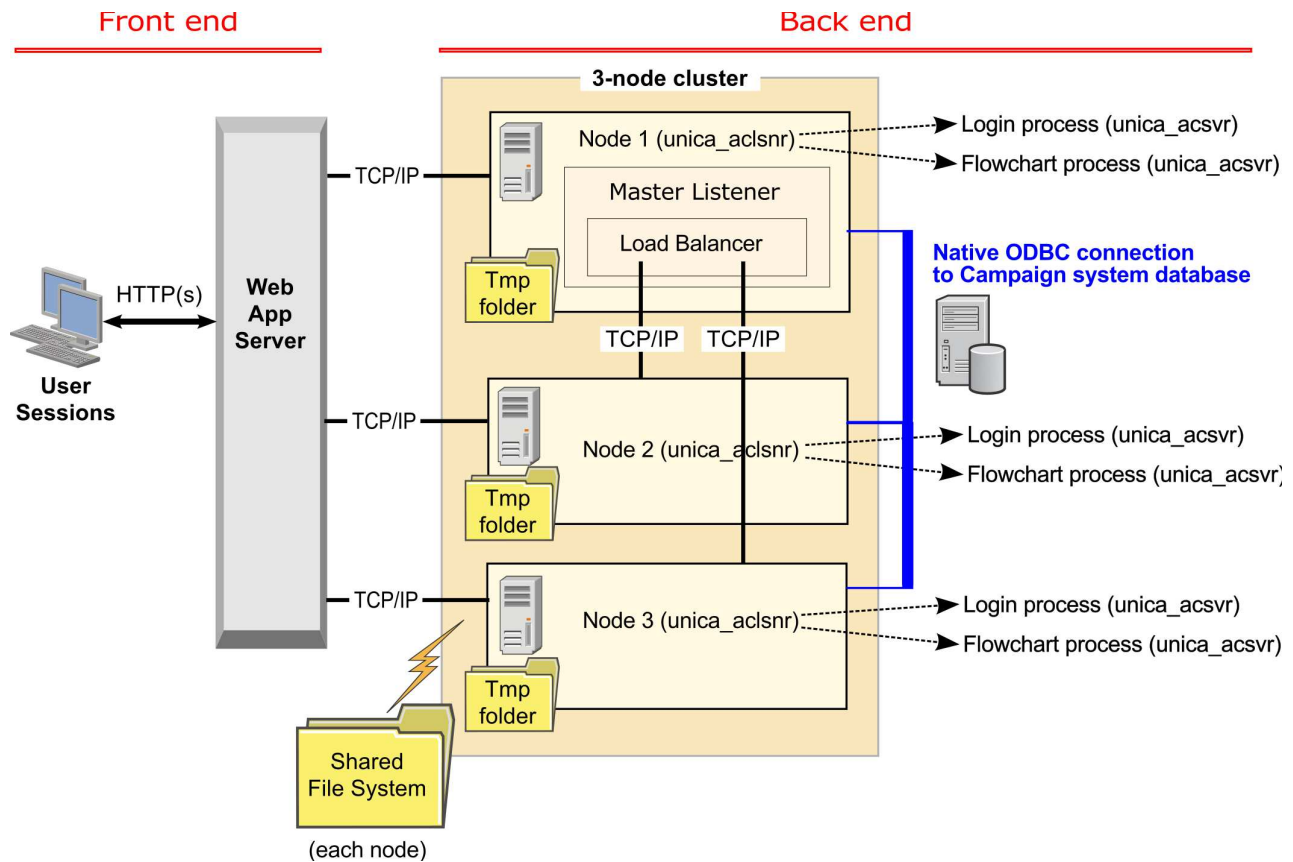 Front end
Back end
3-node cluster
Node 1 (unica_aclsnr)
Login process (unica_acsvr)
Flowchart process (unica_acsvr)
TCP/IP
Master Listener
Load Balancer
Tmp
folder
Native ODBC connection
to Campaign system database
HTTP(s)
Web
App
Server
User
Sessions
TCP/IP
TCP/IP
TCP/IP
Node 2 (unica_aclsnr)
Login process (unica_acsvr)
Flowchart process (unica_acsvr)
Tmp
folder
TCP/IP
Node 3 (unica_aclsnr)
Login process (unica_acsvr)
Flowchart process (unica_acsvr)
Tmp
folder
Shared
File System
(each node)